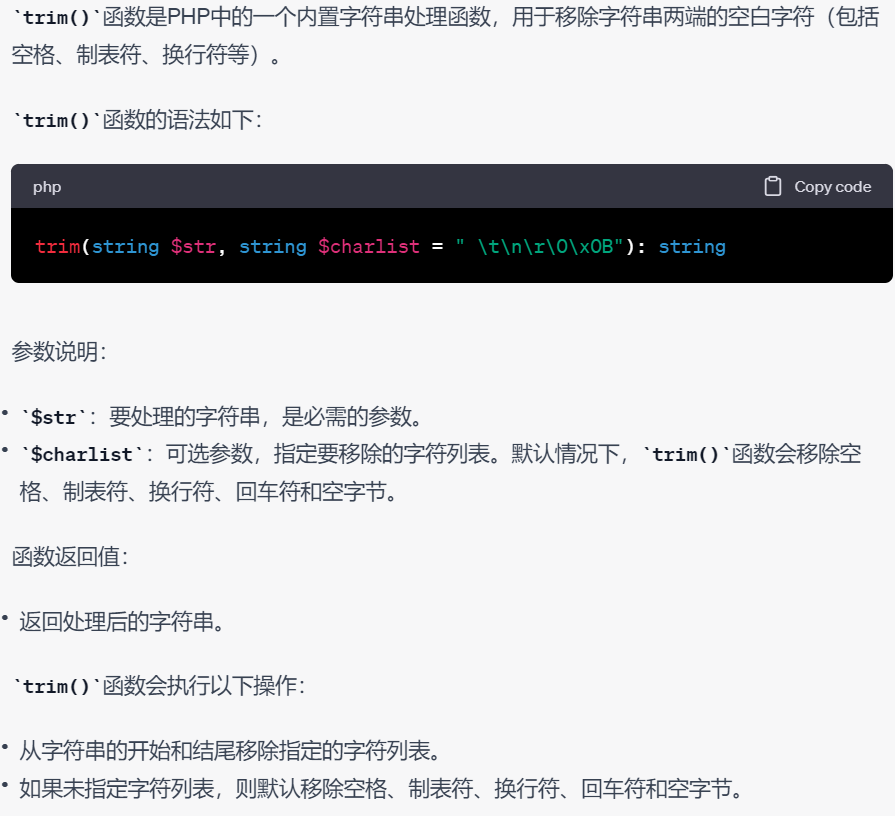 `trim()`函数是PHP中的一个内置字符串处理函数，用于移除字符串两端的空白字符（包括
空格、制表符、换行符等）。
`trim()`函数的语法如下：
php Copy code
trim(string $str, string $charlist = " \t\n\r\0\x0B"): string
参数说明：
• `$str`：要处理的字符串，是必需的参数。
• `$charlist`：可选参数，指定要移除的字符列表。默认情况下，`trim()`函数会移除空
格、制表符、换行符、回车符和空字节。
函数返回值：
• 返回处理后的字符串。
`trim()`函数会执行以下操作：
• 从字符串的开始和结尾移除指定的字符列表。
• 如果未指定字符列表，则默认移除空格、制表符、换行符、回车符和空字节。